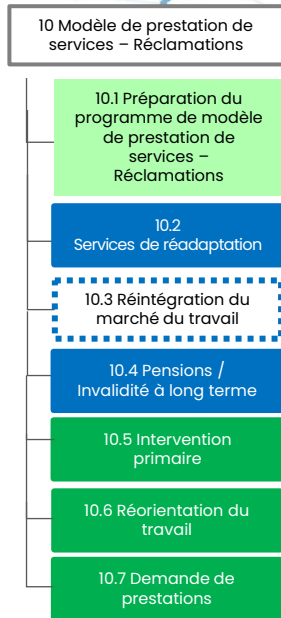 10 Modèle de prestation de
services – Réclamations
10.1 Préparation du
programme de modèle
de prestation de
services –
Réclamations
10.2
Services de réadaptation
10.3 Réintégration du
marché du travail
10.4 Pensions /
Invalidité à long terme
10.5 Intervention
primaire
10.6 Réorientation du
travail
10.7 Demande de
prestations